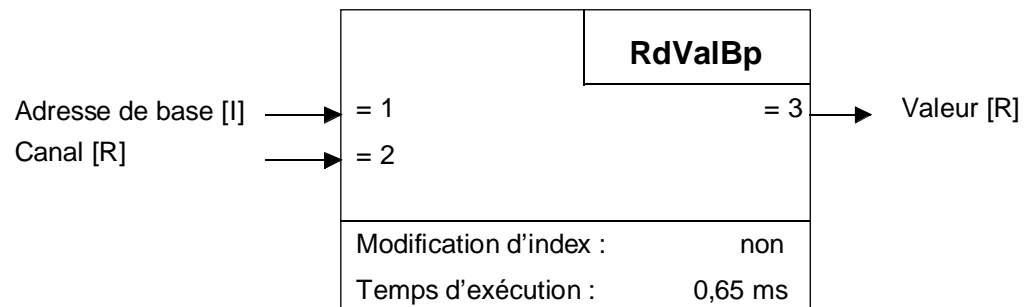 RdValBp
Adresse de base [I] = 1 = 3 Valeur [R]
Canal [R] = 2
Modification d’index : non
Temps d’exécution : 0,65 ms